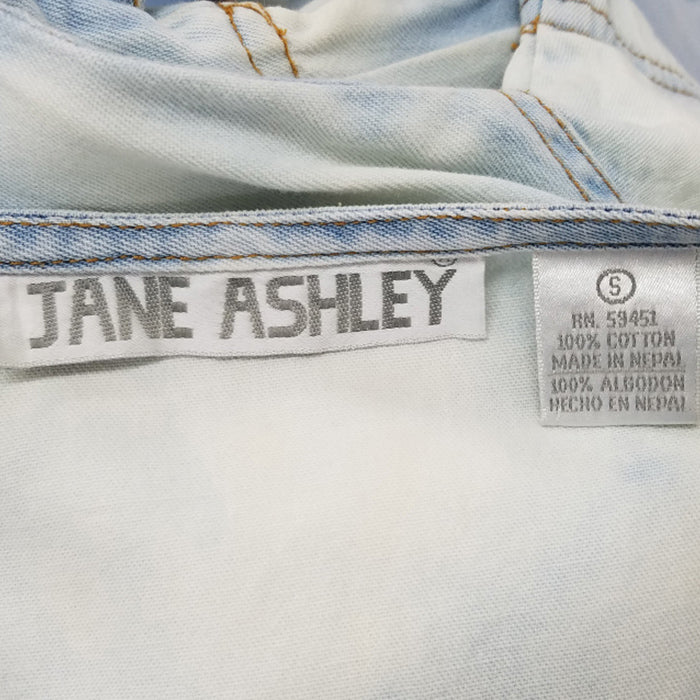 JANE ASHLEY
®
S
RN. 59451
100% COTTON
MADE IN NEPAL
100% ALGODON
HECHO EN NEPAL